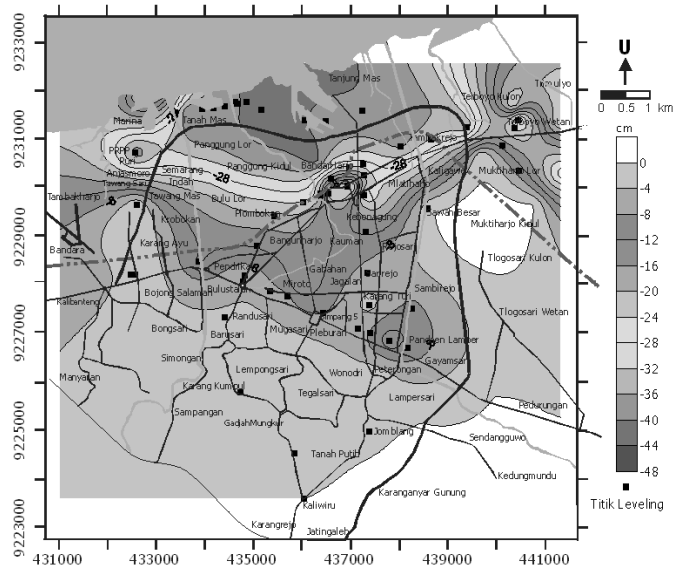 9233000
9231000
9229000
9227000
9225000
9223000
431000
433000
435000
437000
439000
441000
U
0 0.5 1 km
cm
0
-4
-8
-12
-16
-20
-24
-28
-32
-36
-40
-44
-48
Titik Leveling
Tanjung Mas
Trimulyo
Terboyo Kulon
Terboyo Wetan
Marina
Tanah Mas
PRPP
Puri
Anjasmoro
Tawang Sari
Panggung Lor
Panggung Kidul
Bandarharjo
Semarang
Indah
-28
-28
Kaligawe
Muktiharjo Lor
Mlatiharjo
Tambakharjo
Tawang Mas
Bulu Lor
Krobokan
Plombokan
Kebonagung
Sawah Besar
Muktiharjo Kidul
Bandara
Karang Ayu
Bangunharjo
Kauman
Rejosari
Tlogosari Kulon
Pendrikan
Gabahan
Kalibanteng
Bojong Salaman
Bulustalan
Miroto
Jagalan
Karang Turi
Sambirejo
Tlogosari Wetan
Bongsari
Randusari
Barusari
Mugasari
Simpang 5
Pleburan
Pandean Lamper
Gayamsari
Simongan
Lempongsari
Wonodri
Peterongan
Manyaran
Karang Kumpul
Tegalsari
Lampersari
Sampangan
GadjahMungkur
Pedurungan
Jomblang
Sendangguwo
Tanah Putih
Kedungmundu
Kaliwiru
Karanganyar Gunung
Karangrejo
Jatingaleh